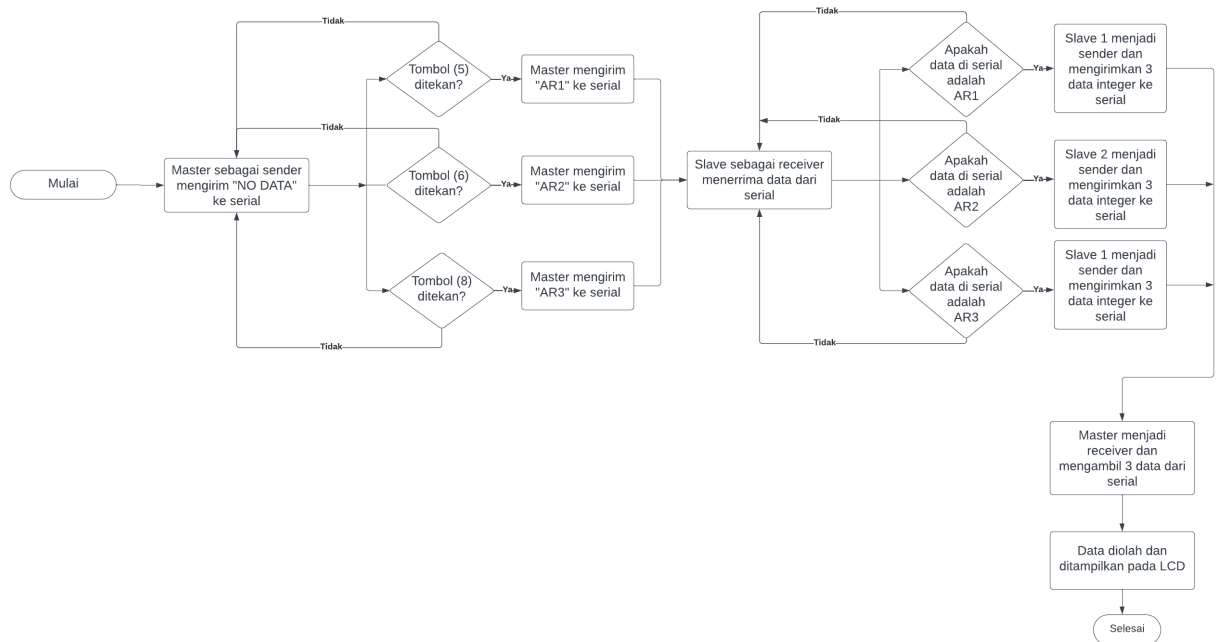 Mulai
Master sebagai sender
mengirim "NO DATA"
ke serial
Tidak
Tombol (5)
ditekan?
Ya
Master mengirim
"AR1" ke serial
Tidak
Tombol (6)
ditekan?
Ya
Master mengirim
"AR2" ke serial
Tombol (8)
ditekan?
Ya
Master mengirim
"AR3" ke serial
Tidak
Slave sebagai receiver
menerrima data dari
serial
Tidak
Apakah
data di serial
adalah
AR1
Ya
Slave 1 menjadi
sender dan
mengirimkan 3
data integer ke
serial
Tidak
Apakah
data di serial
adalah
AR2
Ya
Slave 2 menjadi
sender dan
mengirimkan 3
data integer ke
serial
Apakah
data di serial
adalah
AR3
Ya
Slave 1 menjadi
sender dan
mengirimkan 3
data integer ke
serial
Tidak
Master menjadi
receiver dan
mengambil 3 data dari
serial
Data diolah dan
ditampilkan pada LCD
Selesai